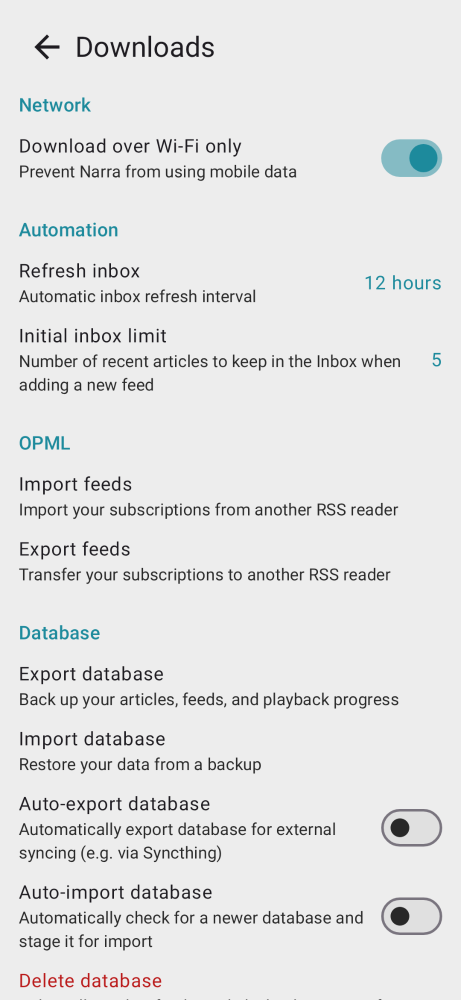 Downloads
Network
Download over Wi-Fi only
Prevent Narra from using mobile data
Automation
Refresh inbox
Automatic inbox refresh interval
12 hours
Initial inbox limit
Number of recent articles to keep in the Inbox when
adding a new feed
5
OPML
Import feeds
Import your subscriptions from another RSS reader
Export feeds
Transfer your subscriptions to another RSS reader
Database
Export database
Back up your articles, feeds, and playback progress
Import database
Restore your data from a backup
Auto-export database
Automatically export database for external
syncing (e.g. via Syncthing)
Auto-import database
Automatically check for a newer database and
stage it for import
Delete database